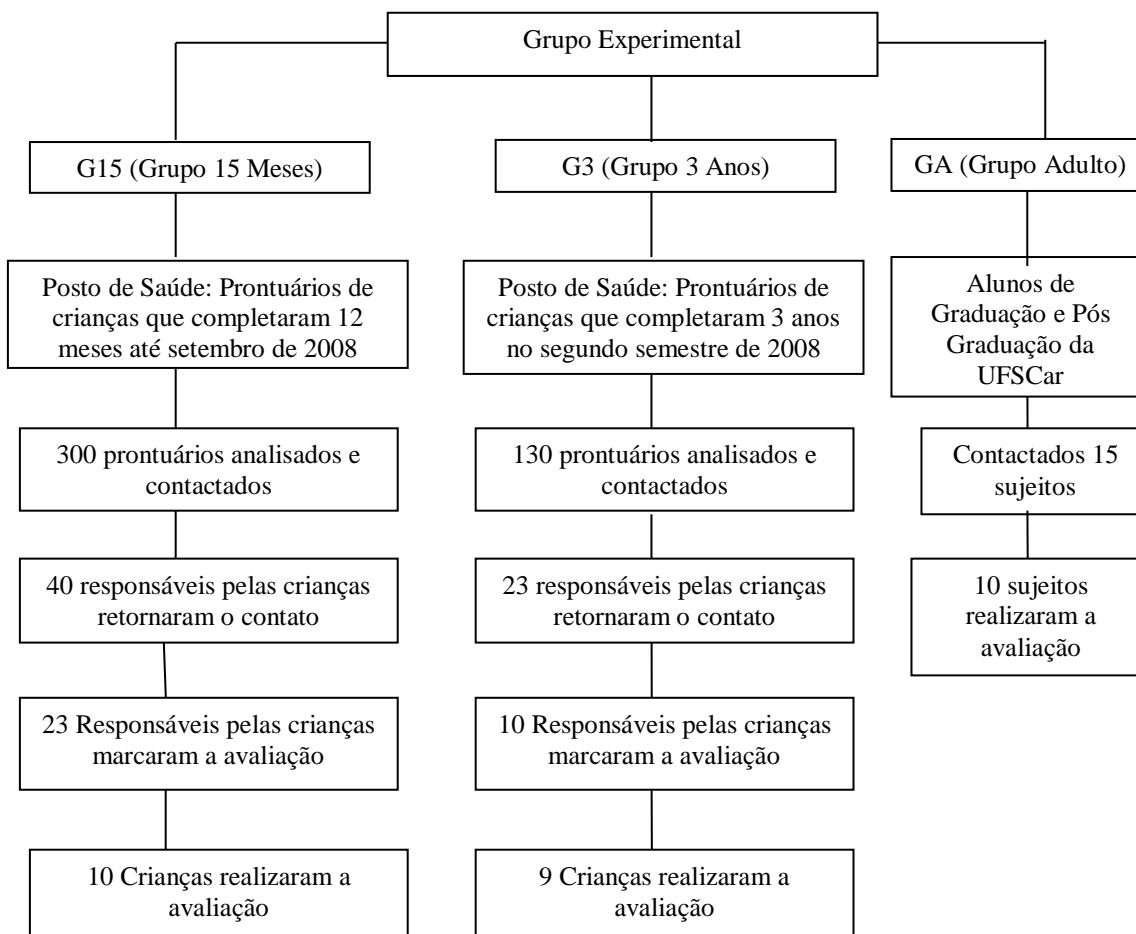 Grupo Experimental
G15 (Grupo 15 Meses)
G3 (Grupo 3 Anos)
GA (Grupo Adulto)
Posto de Saúde: Prontuários de
crianças que completaram 12
meses até setembro de 2008
Posto de Saúde: Prontuários de
crianças que completaram 3 anos
no segundo semestre de 2008
Alunos de
Graduação e Pós
Graduação da
UFSCar
300 prontuários analisados e
contactados
130 prontuários analisados e
contactados
Contactados 15
sujeitos
40 responsáveis pelas crianças
retornaram o contato
23 responsáveis pelas crianças
retornaram o contato
10 sujeitos
realizaram a
avaliação
23 Responsáveis pelas crianças
marcaram a avaliação
10 Responsáveis pelas crianças
marcaram a avaliação
10 Crianças realizaram a
avaliação
9 Crianças realizaram a
avaliação